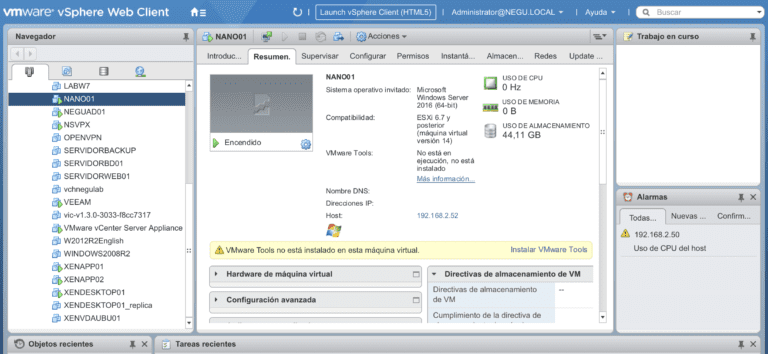 vmware® vSphere Web Client
Launch vSphere Client (HTML5)
Administrator@NEGU.LOCAL
Ayuda
Buscar
Navegador
LABW7
NANO01
NEGUAD01
NSVPX
OPENVPN
SERVIDORBACKUP
SERVIDORBD01
SERVIDORWEB01
vchnegulab
VEEAM
vic-v1.3.0-3033-f8cc7317
VMware vCenter Server Appliance
W2012R2English
WINDOWS2008R2
XENAPP01
XENAPP02
XENDESKTOP01
XENDESKTOP01_replica
XENVDAUBU01
NANO01
Acciones
Introduc...
Resumen.
Supervisar
Configurar
Permisos
Instantá...
Almacen...
Redes
Update ...
Encendido
NANO01
Sistema operativo invitado:
Microsoft
Windows Server
2016 (64-bit)
Compatibilidad:
ESXi 6.7 y
posterior
(máquina virtual
versión 14)
VMware Tools:
No está en
ejecución, no está
instalado
Más información...
Nombre DNS:
Direcciones IP:
Host:
192.168.2.52
USO DE CPU
0 Hz
USO DE MEMORIA
0 B
USO DE ALMACENAMIENTO
44,11 GB
VMware Tools no está instalado en esta máquina virtual.
Instalar VMware Tools
Hardware de máquina virtual
Configuración avanzada
Directivas de almacenamiento de VM
Directivas de almacenamiento
de VM
--
Cumplimiento de la directiva de
Trabajo en curso
Alarmas
Todas...
Nuevas ...
Confirm...
192.168.2.50
Uso de CPU del host
Objetos recientes
Tareas recientes